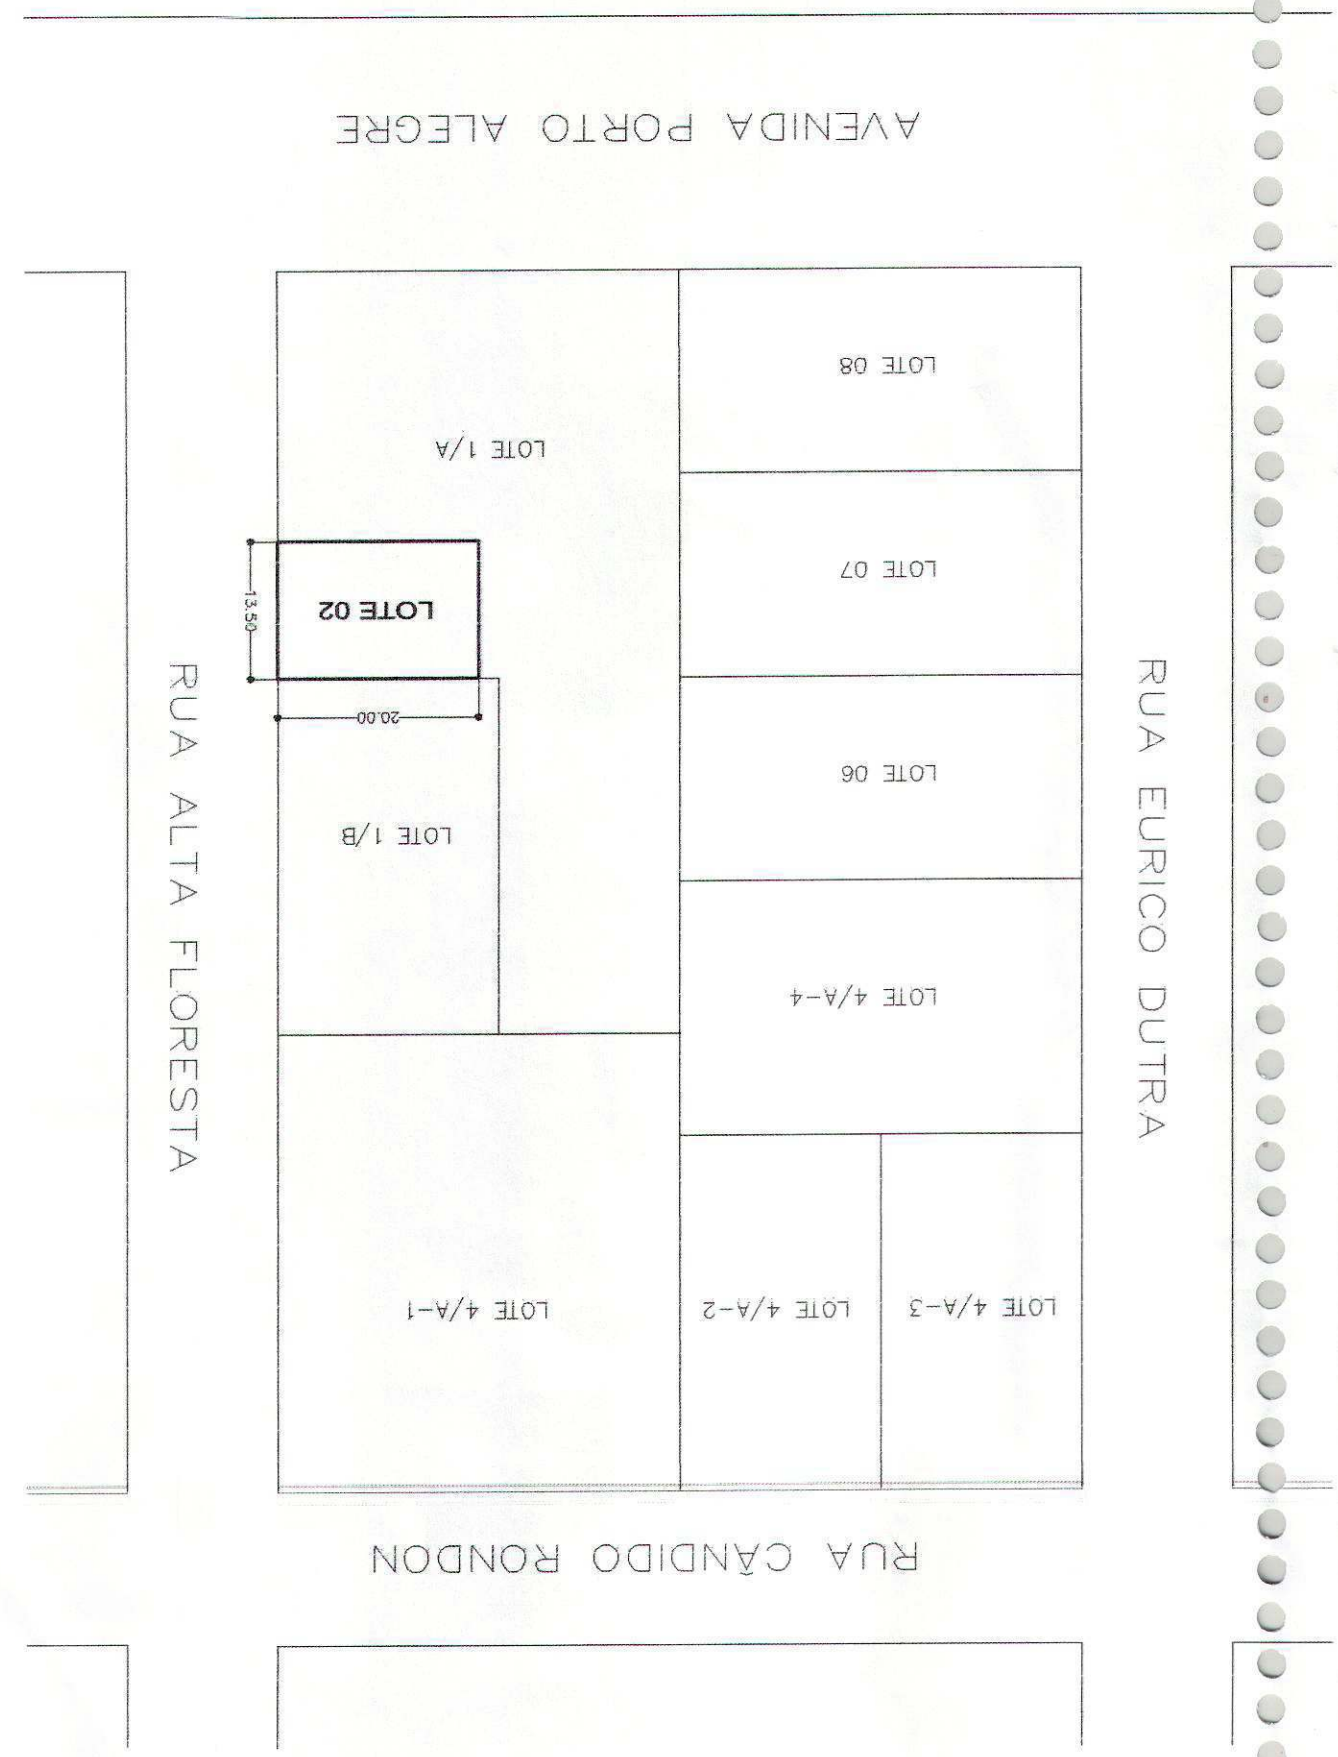 RUA CÂNDIDO RONDON
LOTE 4/A-3
LOTE 4/A-2
LOTE 4/A-1
RUA EURICO DUTRA
LOTE 4/A-4
RUA ALTA FLORESTA
LOTE 1/B
LOTE 06
20.00
LOTE 02
13.50
LOTE 07
LOTE 1/A
LOTE 08
AVENIDA PORTO ALEGRE